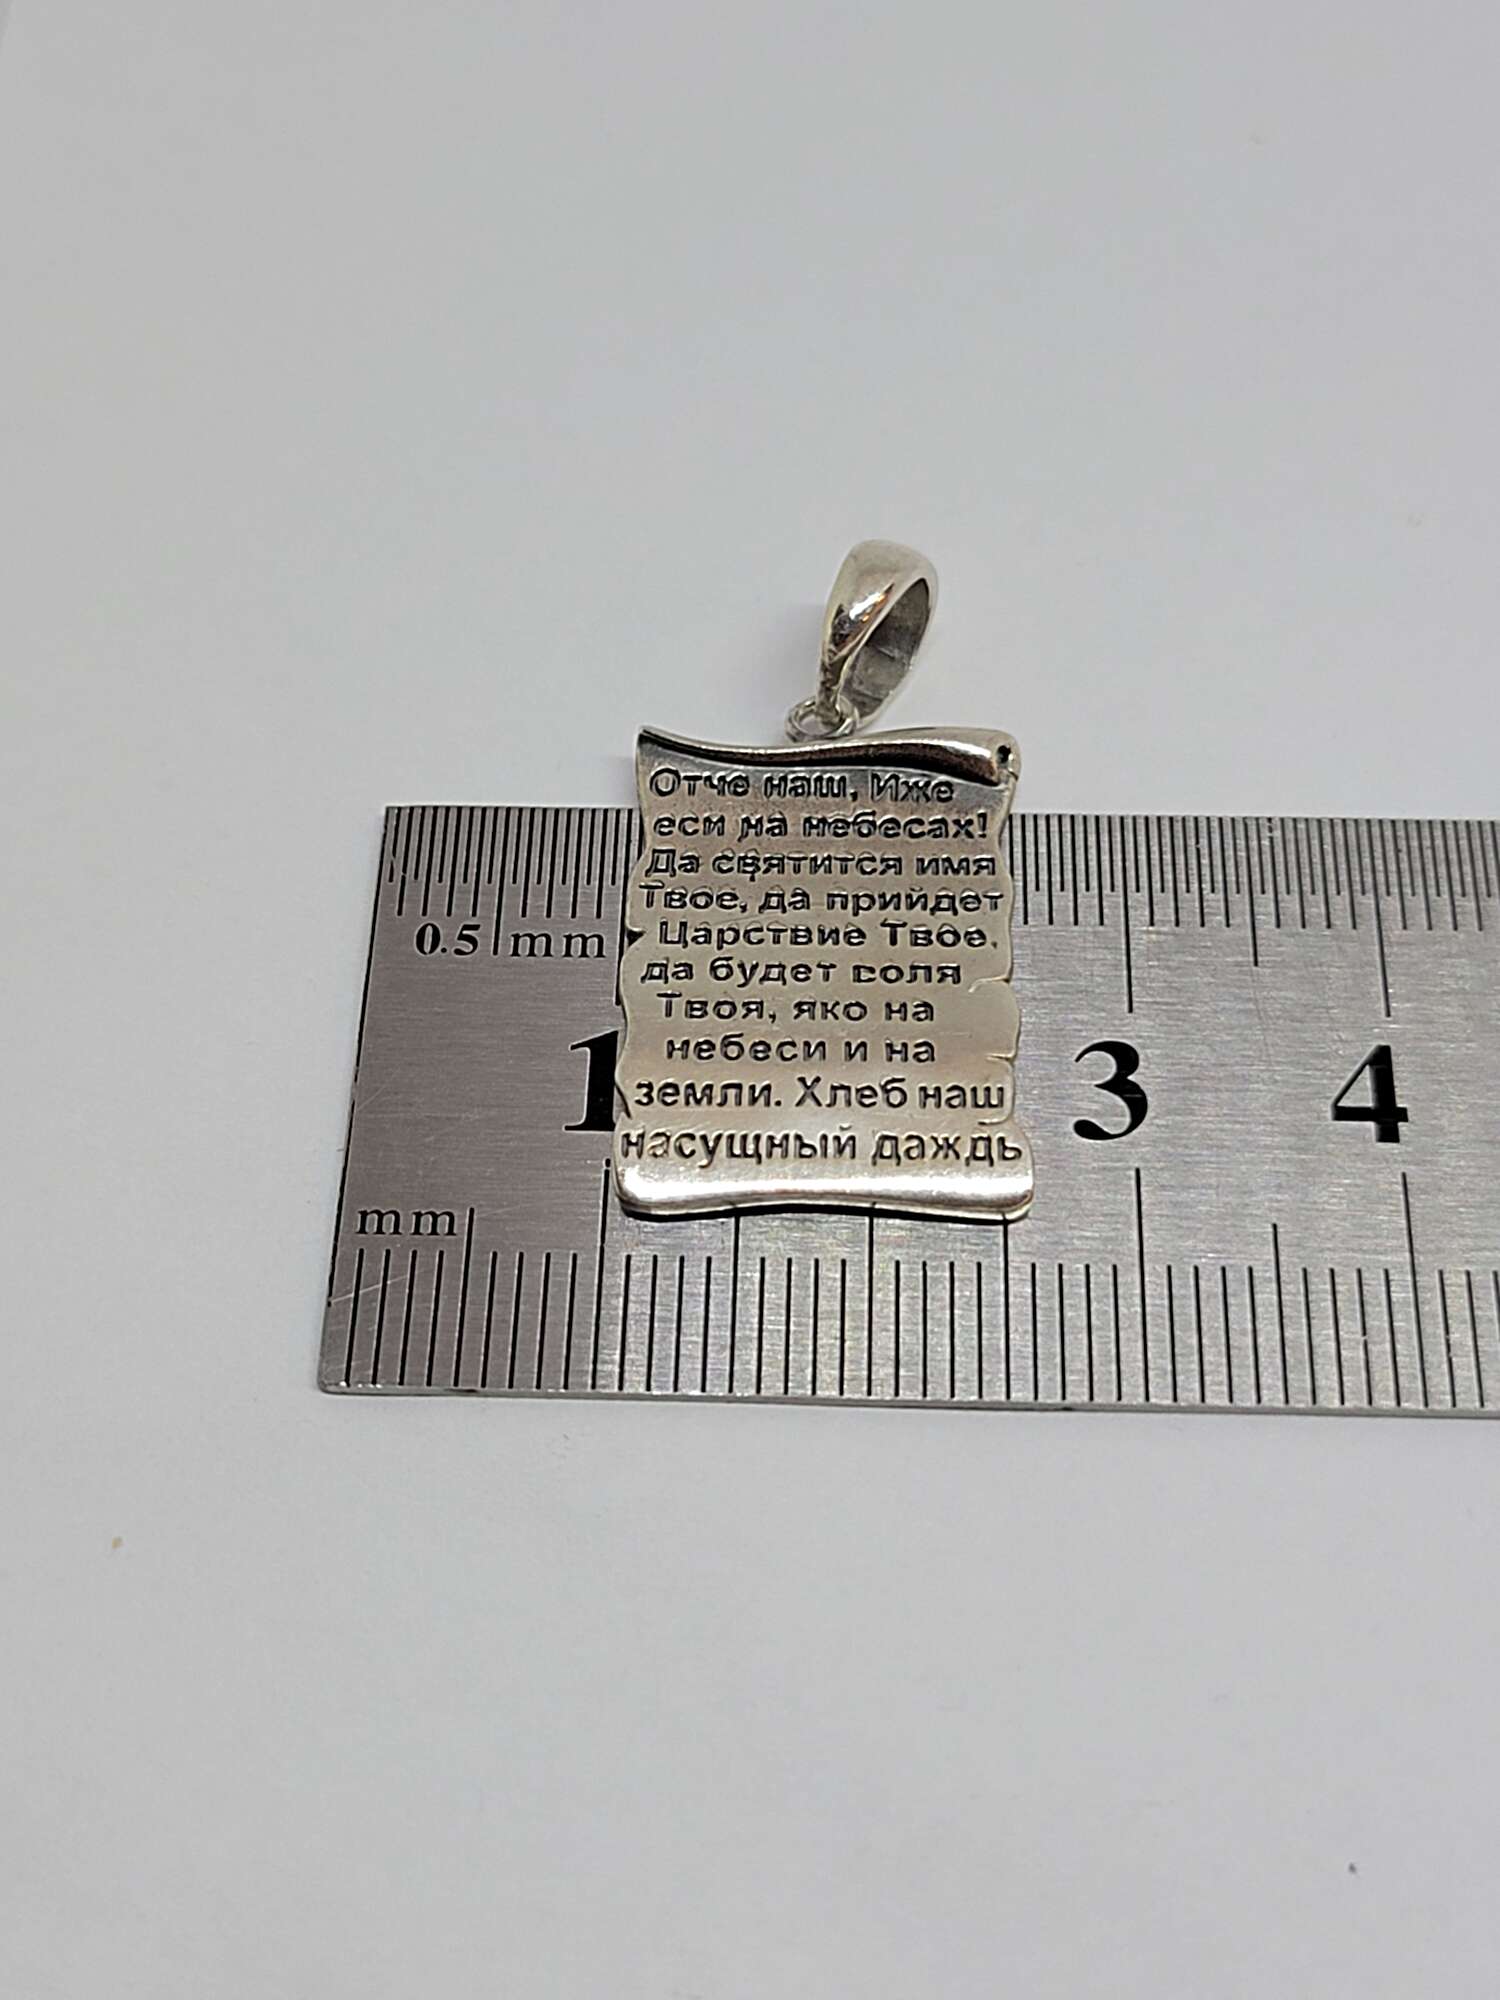 Отче наш, Иже
еси на небесах!
Да святится имя
Твое, да прийдет
Царствие Твое,
да будет воля
Твоя, яко на
небеси и на
земли. Хлеб наш
насущный даждь
0.5 mm
1 3 4
mm